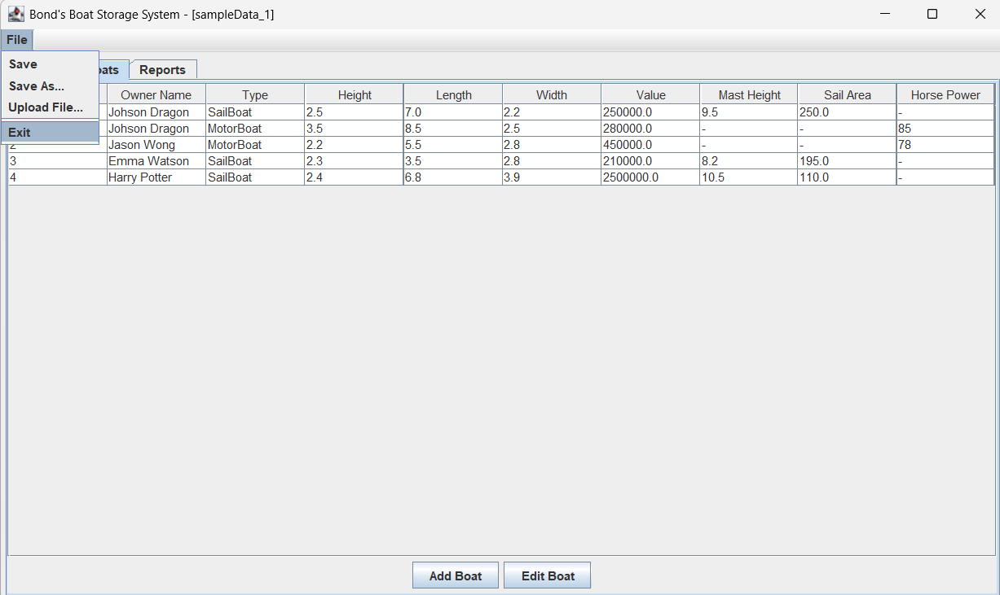 Bond's Boat Storage System - [sampleData_1]
File
Save
Save As...
Upload File...
Exit
oats Reports
Owner Name Type Height Length Width Value Mast Height Sail Area Horse Power
Johson Dragon SailBoat 2.5 7.0 2.2 250000.0 9.5 250.0 -
Johson Dragon MotorBoat 3.5 8.5 2.5 280000.0 - - 85
2 Jason Wong MotorBoat 2.2 5.5 2.8 450000.0 - - 78
3 Emma Watson SailBoat 2.3 3.5 2.8 210000.0 8.2 195.0 -
4 Harry Potter SailBoat 2.4 6.8 3.9 2500000.0 10.5 110.0 -
Add Boat Edit Boat